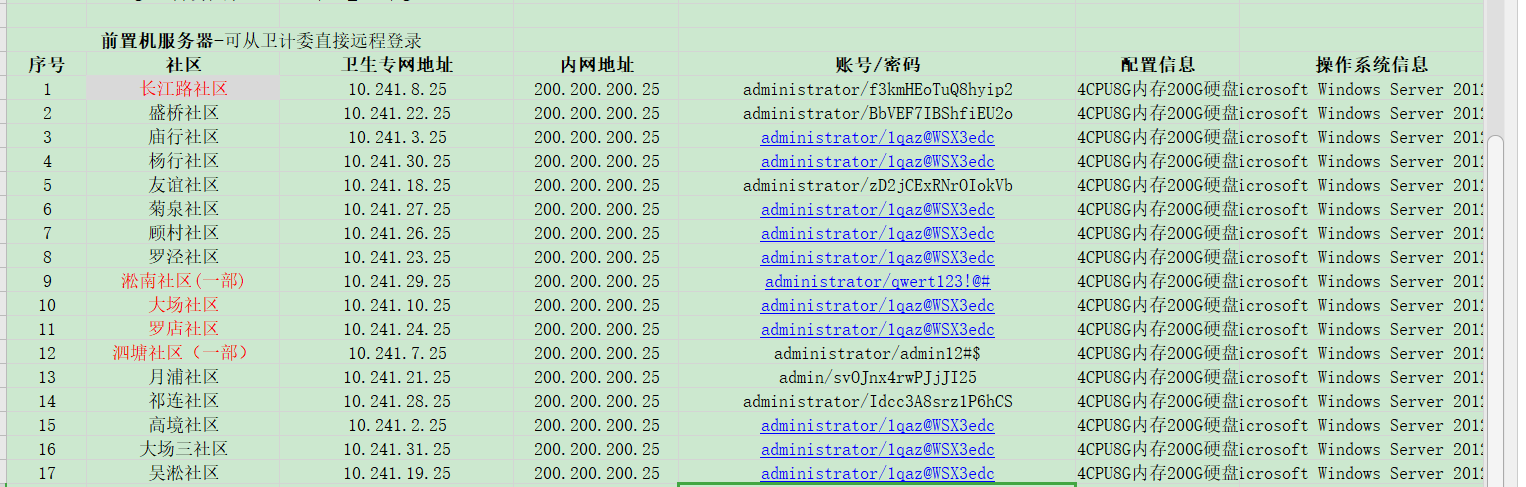 前置机服务器-可从卫计委直接远程登录
序号 社区 卫生专网地址 内网地址 账号/密码 配置信息 操作系统信息
1 长江路社区 10.241.8.25 200.200.200.25 administrator/f3kmHEoTuQ8hyip2 4CPU8G内存200G硬盘 icrosoft Windows Server 2012
2 盛桥社区 10.241.22.25 200.200.200.25 administrator/BbVEF7IBShfiEU2o 4CPU8G内存200G硬盘 icrosoft Windows Server 2012
3 庙行社区 10.241.3.25 200.200.200.25 administrator/1qaz@WSX3edc 4CPU8G内存200G硬盘 icrosoft Windows Server 2012
4 杨行社区 10.241.30.25 200.200.200.25 administrator/1qaz@WSX3edc 4CPU8G内存200G硬盘 icrosoft Windows Server 2012
5 友谊社区 10.241.18.25 200.200.200.25 administrator/zD2jCExRNrOIokVb 4CPU8G内存200G硬盘 icrosoft Windows Server 2012
6 菊泉社区 10.241.27.25 200.200.200.25 administrator/1qaz@WSX3edc 4CPU8G内存200G硬盘 icrosoft Windows Server 2012
7 顾村社区 10.241.26.25 200.200.200.25 administrator/1qaz@WSX3edc 4CPU8G内存200G硬盘 icrosoft Windows Server 2012
8 罗泾社区 10.241.23.25 200.200.200.25 administrator/1qaz@WSX3edc 4CPU8G内存200G硬盘 icrosoft Windows Server 2012
9 淞南社区(一部) 10.241.29.25 200.200.200.25 administrator/qwert123!@# 4CPU8G内存200G硬盘 icrosoft Windows Server 2012
10 大场社区 10.241.10.25 200.200.200.25 administrator/1qaz@WSX3edc 4CPU8G内存200G硬盘 icrosoft Windows Server 2012
11 罗店社区 10.241.24.25 200.200.200.25 administrator/1qaz@WSX3edc 4CPU8G内存200G硬盘 icrosoft Windows Server 2012
12 泗塘社区（一部） 10.241.7.25 200.200.200.25 administrator/admin12#$ 4CPU8G内存200G硬盘 icrosoft Windows Server 2012
13 月浦社区 10.241.21.25 200.200.200.25 admin/svOJnx4rwPJjJI25 4CPU8G内存200G硬盘 icrosoft Windows Server 2012
14 祁连社区 10.241.28.25 200.200.200.25 administrator/Idcc3A8srz1P6hCS 4CPU8G内存200G硬盘 icrosoft Windows Server 2012
15 高境社区 10.241.2.25 200.200.200.25 administrator/1qaz@WSX3edc 4CPU8G内存200G硬盘 icrosoft Windows Server 2012
16 大场三社区 10.241.31.25 200.200.200.25 administrator/1qaz@WSX3edc 4CPU8G内存200G硬盘 icrosoft Windows Server 2012
17 吴淞社区 10.241.19.25 200.200.200.25 administrator/1qaz@WSX3edc 4CPU8G内存200G硬盘 icrosoft Windows Server 2012